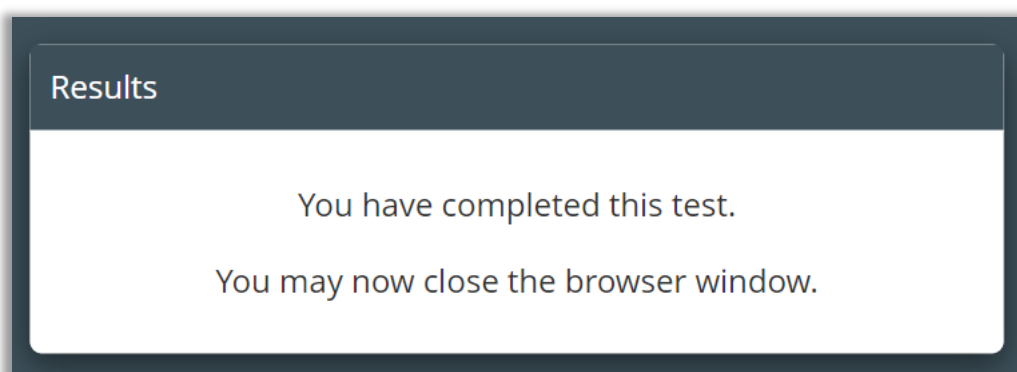 Results
You have completed this test.
You may now close the browser window.